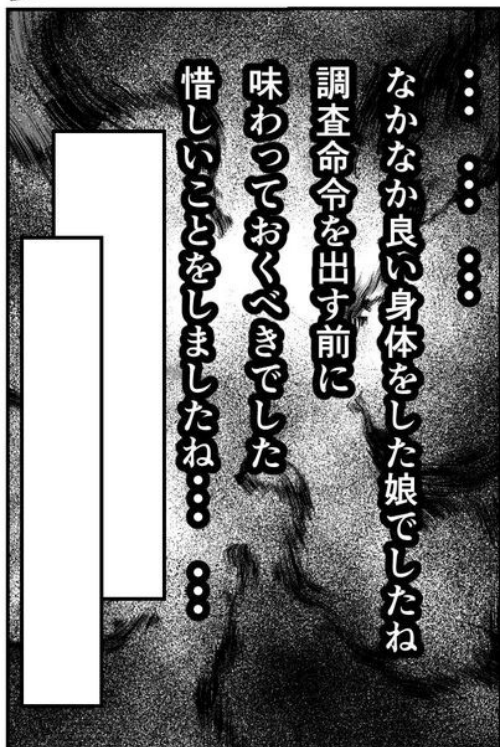 … … …
なかなか良い身体をした娘でしたね
調査命令を出す前に
味わっておくべきでした
惜しいことをしましたね… …